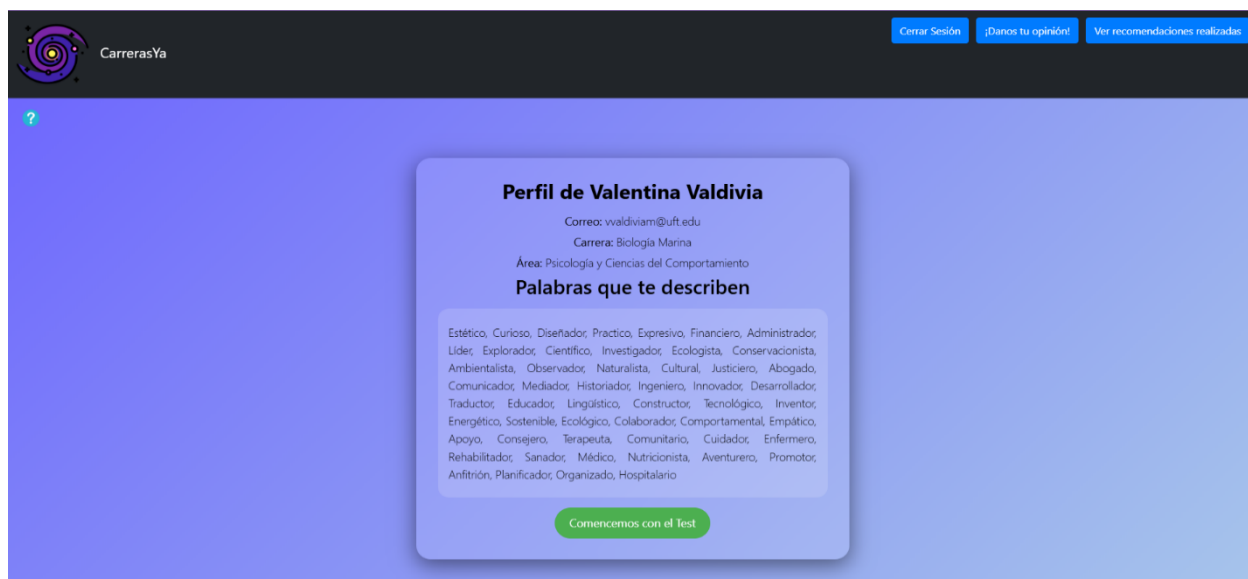 CarrerasYa
Cerrar Sesión
¡Danos tu opinión!
Ver recomendaciones realizadas
?
Perfil de Valentina Valdivia
Correo: vvaldiviam@uft.edu
Carrera: Biología Marina
Área: Psicología y Ciencias del Comportamiento
Palabras que te describen
Estético, Curioso, Diseñador, Practico, Expresivo, Financiero, Administrador,
Líder, Explorador, Científico, Investigador, Ecologista, Conservacionista,
Ambientalista, Observador, Naturalista, Cultural, Justiciero, Abogado,
Comunicador, Mediador, Historiador, Ingeniero, Innovador, Desarrollador,
Traductor, Educador, Lingüístico, Constructor, Tecnológico, Inventor,
Energético, Sostenible, Ecológico, Colaborador, Comportamental, Empático,
Apoyo, Consejero, Terapeuta, Comunitario, Cuidador, Enfermero,
Rehabilitador, Sanador, Médico, Nutricionista, Aventurero, Promotor,
Anfitrión, Planificador, Organizado, Hospitalario
Comencemos con el Test